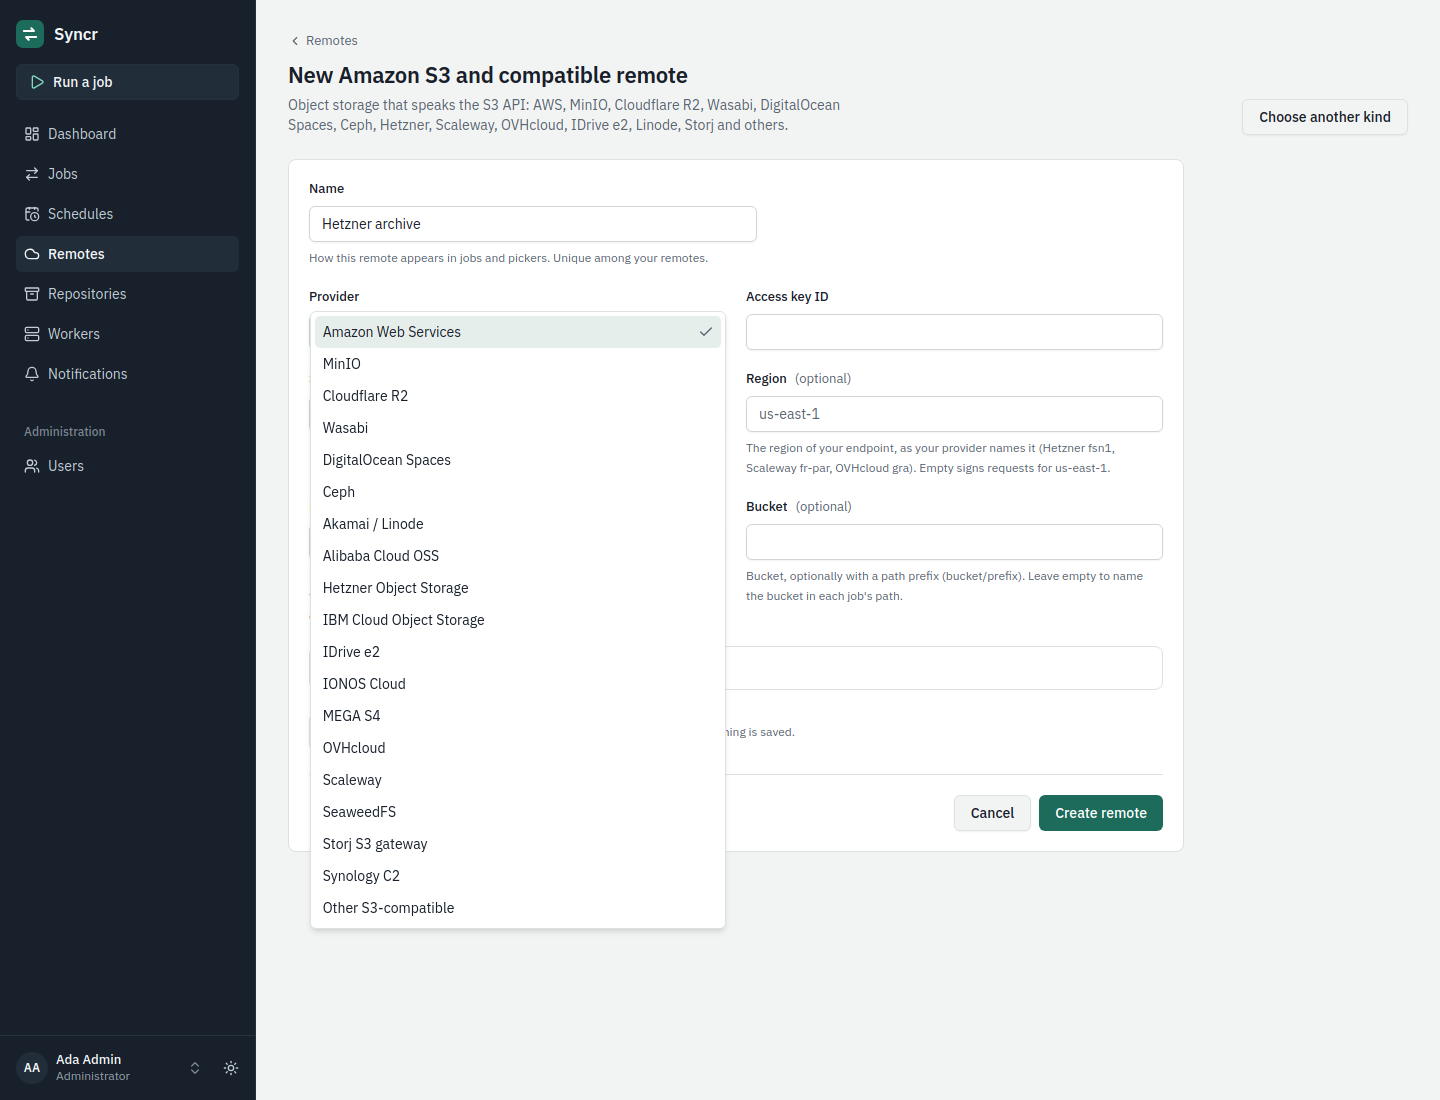 Syncr
Run a job
Dashboard
Jobs
Schedules
Remotes
Repositories
Workers
Notifications
Administration
Users
AA
Ada Admin
Administrator
Remotes
New Amazon S3 and compatible remote
Object storage that speaks the S3 API: AWS, MinIO, Cloudflare R2, Wasabi, DigitalOcean
Spaces, Ceph, Hetzner, Scaleway, OVHcloud, IDrive e2, Linode, Storj and others.
Choose another kind
Name
Hetzner archive
How this remote appears in jobs and pickers. Unique among your remotes.
Provider
Amazon Web Services
MinIO
Cloudflare R2
Wasabi
DigitalOcean Spaces
Ceph
Akamai / Linode
Alibaba Cloud OSS
Hetzner Object Storage
IBM Cloud Object Storage
IDrive e2
IONOS Cloud
MEGA S4
OVHcloud
Scaleway
SeaweedFS
Storj S3 gateway
Synology C2
Other S3-compatible
Access key ID
Region (optional)
us-east-1
The region of your endpoint, as your provider names it (Hetzner fsn1,
Scaleway fr-par, OVHcloud gra). Empty signs requests for us-east-1.
Bucket (optional)
Bucket, optionally with a path prefix (bucket/prefix). Leave empty to name
the bucket in each job's path.
is saved.
Cancel
Create remote